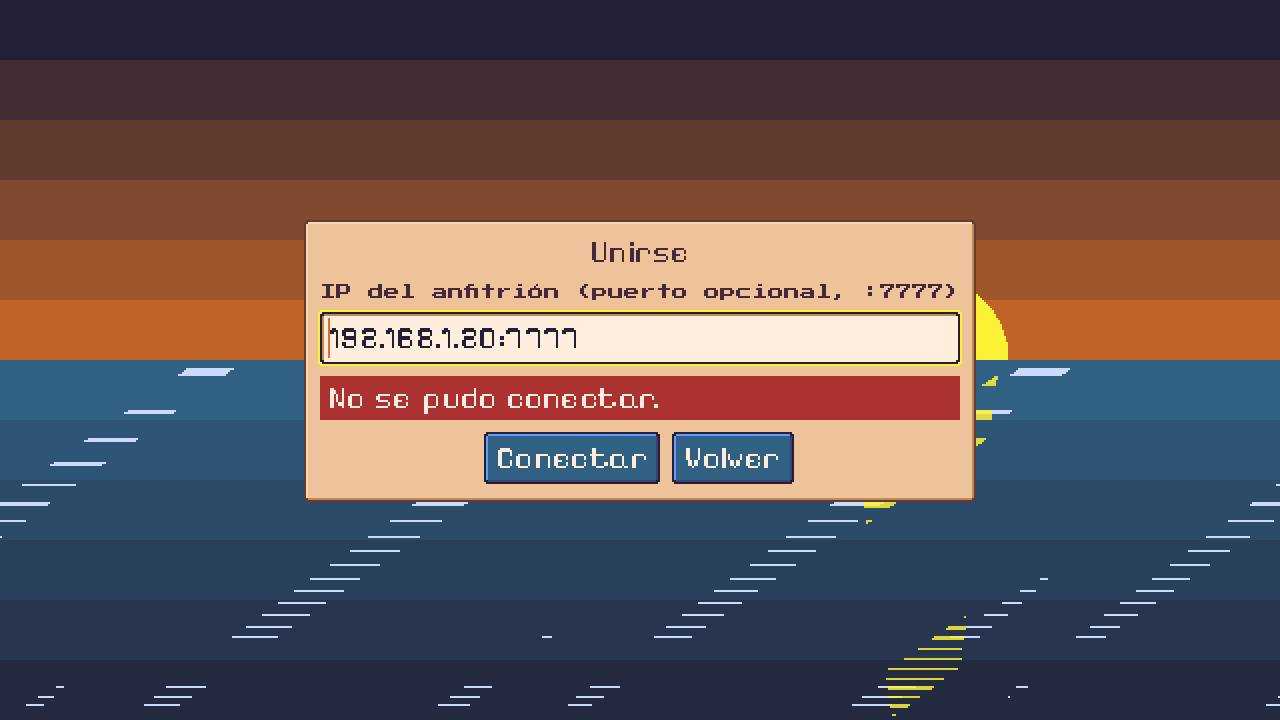 Unirse
IP del anfitrión (puerto opcional, :7777)
192.168.1.20:7777
No se pudo conectar.
Conectar
Volver